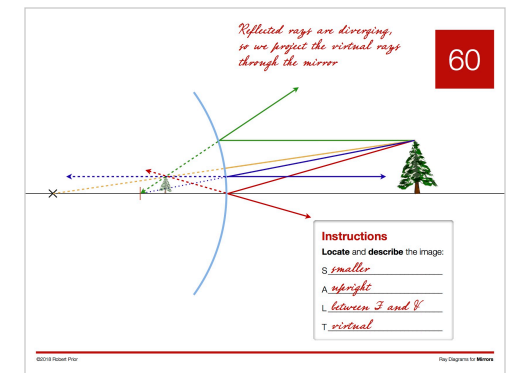 Reflected rays are diverging,
so we project the virtual rays
through the mirror
60
Instructions
Locate and describe the image:
S smaller
A upright
L between F and V
T virtual
©2018 Robert Prior
Ray Diagrams for Mirrors